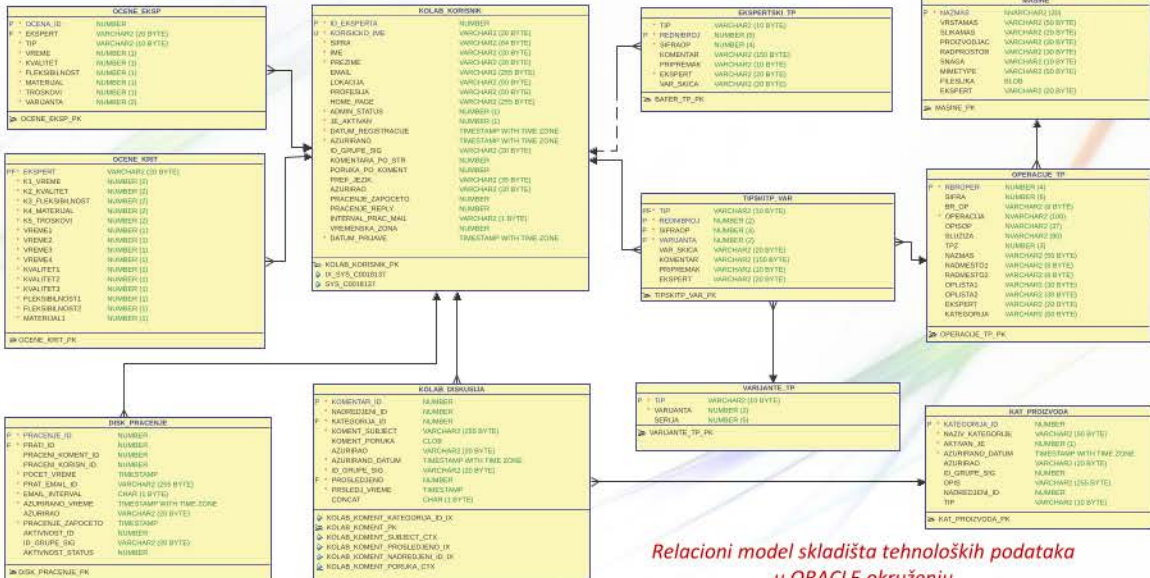 OCENE_EKSP
P * OCENA_ID NUMBER
F * EKSPERT VARCHAR2 (20 BYTE)
* TIP VARCHAR2 (10 BYTE)
* VREME NUMBER (1)
* KVALITET NUMBER (1)
* FLEKSIBILNOST NUMBER (1)
* MATERIJAL NUMBER (1)
* TROSKOVI NUMBER (1)
* VARIJANTA NUMBER (2)
OCENE_EKSP_PK
OCENE_KRIT
PF* EKSPERT VARCHAR2 (20 BYTE)
* K1_VREME NUMBER (2)
* K2_KVALITET NUMBER (2)
* K3_FLEKSIBILNOST NUMBER (2)
* K4_MATERIJAL NUMBER (2)
* K5_TROSKOVI NUMBER (2)
* VREME1 NUMBER (1)
* VREME2 NUMBER (1)
* VREME3 NUMBER (1)
* VREME4 NUMBER (1)
* KVALITET1 NUMBER (1)
* KVALITET2 NUMBER (1)
* KVALITET3 NUMBER (1)
* FLEKSIBILNOST1 NUMBER (1)
* FLEKSIBILNOST2 NUMBER (1)
* MATERIJAL1 NUMBER (1)
OCENE_KRIT_PK
KOLAB_KORISNIK
P * ID_EKSPERTA NUMBER
U * KORISICKO_IME VARCHAR2 (20 BYTE)
* SIFRA VARCHAR2 (64 BYTE)
* IME VARCHAR2 (20 BYTE)
* PREZIME VARCHAR2 (20 BYTE)
EMAIL VARCHAR2 (255 BYTE)
LOKACIJA VARCHAR2 (50 BYTE)
PROFESIJA VARCHAR2 (50 BYTE)
HOME_PAGE VARCHAR2 (255 BYTE)
* ADMIN_STATUS NUMBER (1)
* JE_AKTIVAN NUMBER (1)
* DATUM_REGISTRACIJE TIMESTAMP WITH TIME ZONE
* AZURIRANO TIMESTAMP WITH TIME ZONE
ID_GRUPE_SIG VARCHAR2 (20 BYTE)
KOMENTARA_PO_STR NUMBER
PORUKA_PO_KOMENT NUMBER
PREF_JEZIK VARCHAR2 (35 BYTE)
AZURIRAO VARCHAR2 (20 BYTE)
PRACENJE_ZAPOCETO NUMBER
PRACENJE_REPLY NUMBER
INTERVAL_PRAC_MAIL VARCHAR2 (1 BYTE)
VREMENSKA_ZONA NUMBER
* DATUM_PRIJAVE TIMESTAMP WITH TIME ZONE
KOLAB_KORISNIK_PK
IX_SYS_C0018137
SYS_C0018137
EKSPERTSKI_TP
* TIP VARCHAR2 (10 BYTE)
P * REDNIBROJ NUMBER (3)
* SIFRAOP NUMBER (4)
KOMENTAR VARCHAR2 (150 BYTE)
PRIPREMAK VARCHAR2 (10 BYTE)
* EKSPERT VARCHAR2 (20 BYTE)
VAR_SKICA VARCHAR2 (20 BYTE)
BAFER_TP_PK
MASINE
P * NAZMAS NVARCHAR2 (20)
VRSTAMAS VARCHAR2 (50 BYTE)
SLIKAMAS VARCHAR2 (20 BYTE)
PROIZVODJAC VARCHAR2 (30 BYTE)
RADPROSTOR VARCHAR2 (30 BYTE)
SNAGA VARCHAR2 (10 BYTE)
MIMETYPE VARCHAR2 (50 BYTE)
FILESLIKA BLOB
EKSPERT VARCHAR2 (20 BYTE)
MASINE_PK
TIPSKITP_VAR
PF* TIP VARCHAR2 (10 BYTE)
P * REDNIBROJ NUMBER (2)
F * SIFRAOP NUMBER (4)
PF* VARIJANTA NUMBER (2)
VAR_SKICA VARCHAR2 (20 BYTE)
KOMENTAR VARCHAR2 (150 BYTE)
PRIPREMAK VARCHAR2 (10 BYTE)
EKSPERT VARCHAR2 (20 BYTE)
TIPSKITP_VAR_PK
OPERACIJE_TP
P * RBROPER NUMBER (4)
SIFRA NUMBER (5)
BR_OP VARCHAR2 (8 BYTE)
* OPERACIJA NVARCHAR2 (100)
OPISOP NVARCHAR2 (37)
SLUZIZA NVARCHAR2 (80)
TPZ NUMBER (3)
NAZMAS VARCHAR2 (50 BYTE)
RADMESTO1 VARCHAR2 (8 BYTE)
RADMESTO2 VARCHAR2 (8 BYTE)
OPLISTA1 VARCHAR2 (30 BYTE)
OPLISTA2 VARCHAR2 (30 BYTE)
EKSPERT VARCHAR2 (20 BYTE)
KATEGORIJA VARCHAR2 (50 BYTE)
OPERACIJE_TP_PK
VARIJANTE_TP
P * TIP VARCHAR2 (10 BYTE)
* VARIJANTA NUMBER (2)
SERIJA NUMBER (5)
VARIJANTE_TP_PK
DISK_PRACENJE
P * PRACENJE_ID NUMBER
F * PRATI_ID NUMBER
PRACENI_KOMENT_ID NUMBER
PRACENI_KORISN_ID NUMBER
* POCET_VREME TIMESTAMP
* PRAT_EMAIL_ID VARCHAR2 (255 BYTE)
* EMAIL_INTERVAL CHAR (1 BYTE)
* AZURIRANO_VREME TIMESTAMP WITH TIME ZONE
AZURIRAO VARCHAR2 (20 BYTE)
* PRACENJE_ZAPOCETO TIMESTAMP
AKTIVNOST_ID NUMBER
ID_GRUPE_SIG VARCHAR2 (20 BYTE)
AKTIVNOST_STATUS NUMBER
DISK_PRACENJE_PK
KOLAB_DISKUSIJA
P * KOMENTAR_ID NUMBER
* NADREDJENI_ID NUMBER
F * KATEGORIJA_ID NUMBER
* KOMENT_SUBJECT VARCHAR2 (250 BYTE)
KOMENT_PORUKA CLOB
AZURIRAO VARCHAR2 (20 BYTE)
* AZURIRANO_DATUM TIMESTAMP WITH TIME ZONE
* ID_GRUPE_SIG VARCHAR2 (20 BYTE)
F * PROSLEDJENO NUMBER
* PRSLEDJ_VREME TIMESTAMP
CONCAT CHAR (1 BYTE)
KOLAB_KOMENT_KATEGORIJA_ID_IX
KOLAB_KOMENT_PK
KOLAB_KOMENT_SUBJECT_CTX
KOLAB_KOMENT_PROSLEDJENO_IX
KOLAB_KOMENT_NADREDJENI_ID_IX
KOLAB_KOMENT_PORUKA_CTX
KAT_PROIZVODA
P * KATEGORIJA_ID NUMBER
* NAZIV_KATEGORIJE VARCHAR2 (50 BYTE)
* AKTIVAN_JE NUMBER (1)
* AZURIRANO_DATUM TIMESTAMP WITH TIME ZONE
AZURIRAO VARCHAR2 (20 BYTE)
ID_GRUPE_SIG NUMBER
OPIS VARCHAR2 (255 BYTE)
NADREDJENI_ID NUMBER
TIP VARCHAR2 (10 BYTE)
KAT_PROIZVODA_PK
Relacioni model skladišta tehnoloških podataka
u ORACLE okruženju